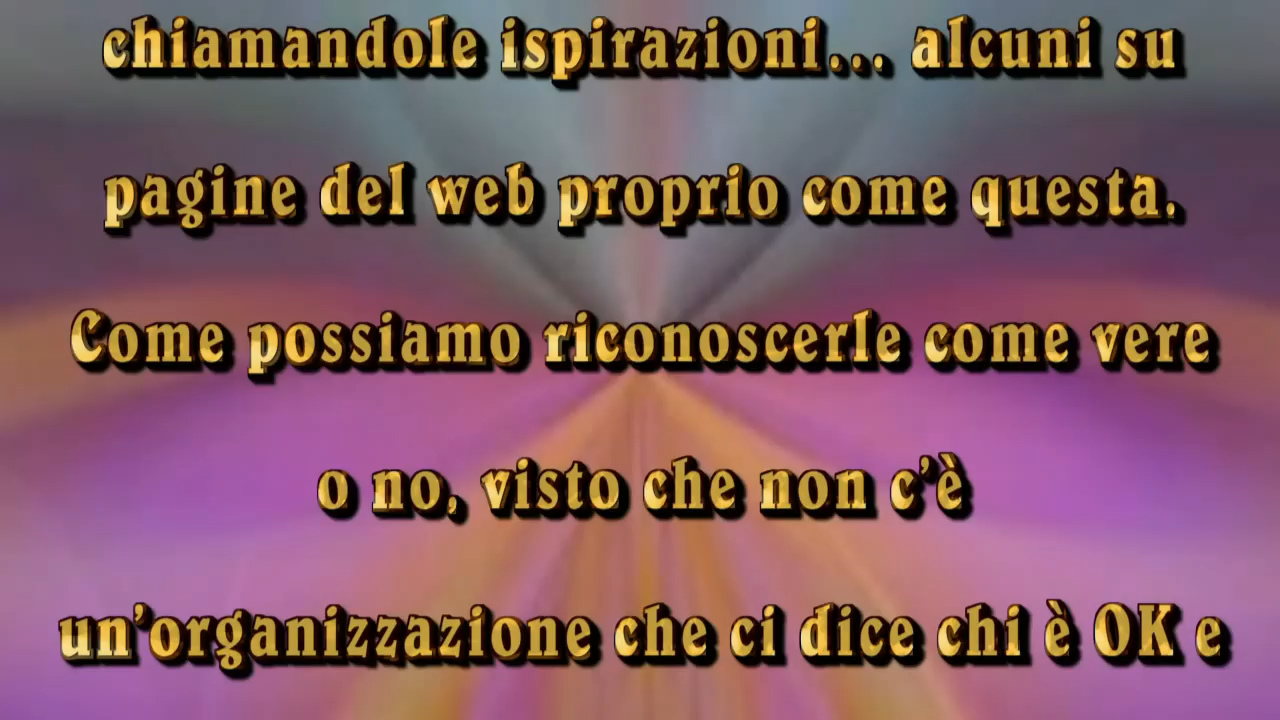 chiamandole ispirazioni... alcuni su
pagine del web proprio come questa.
Come possiamo riconoscerle come vere
o no, visto che non c'è
un'organizzazione che ci dice chi è OK e